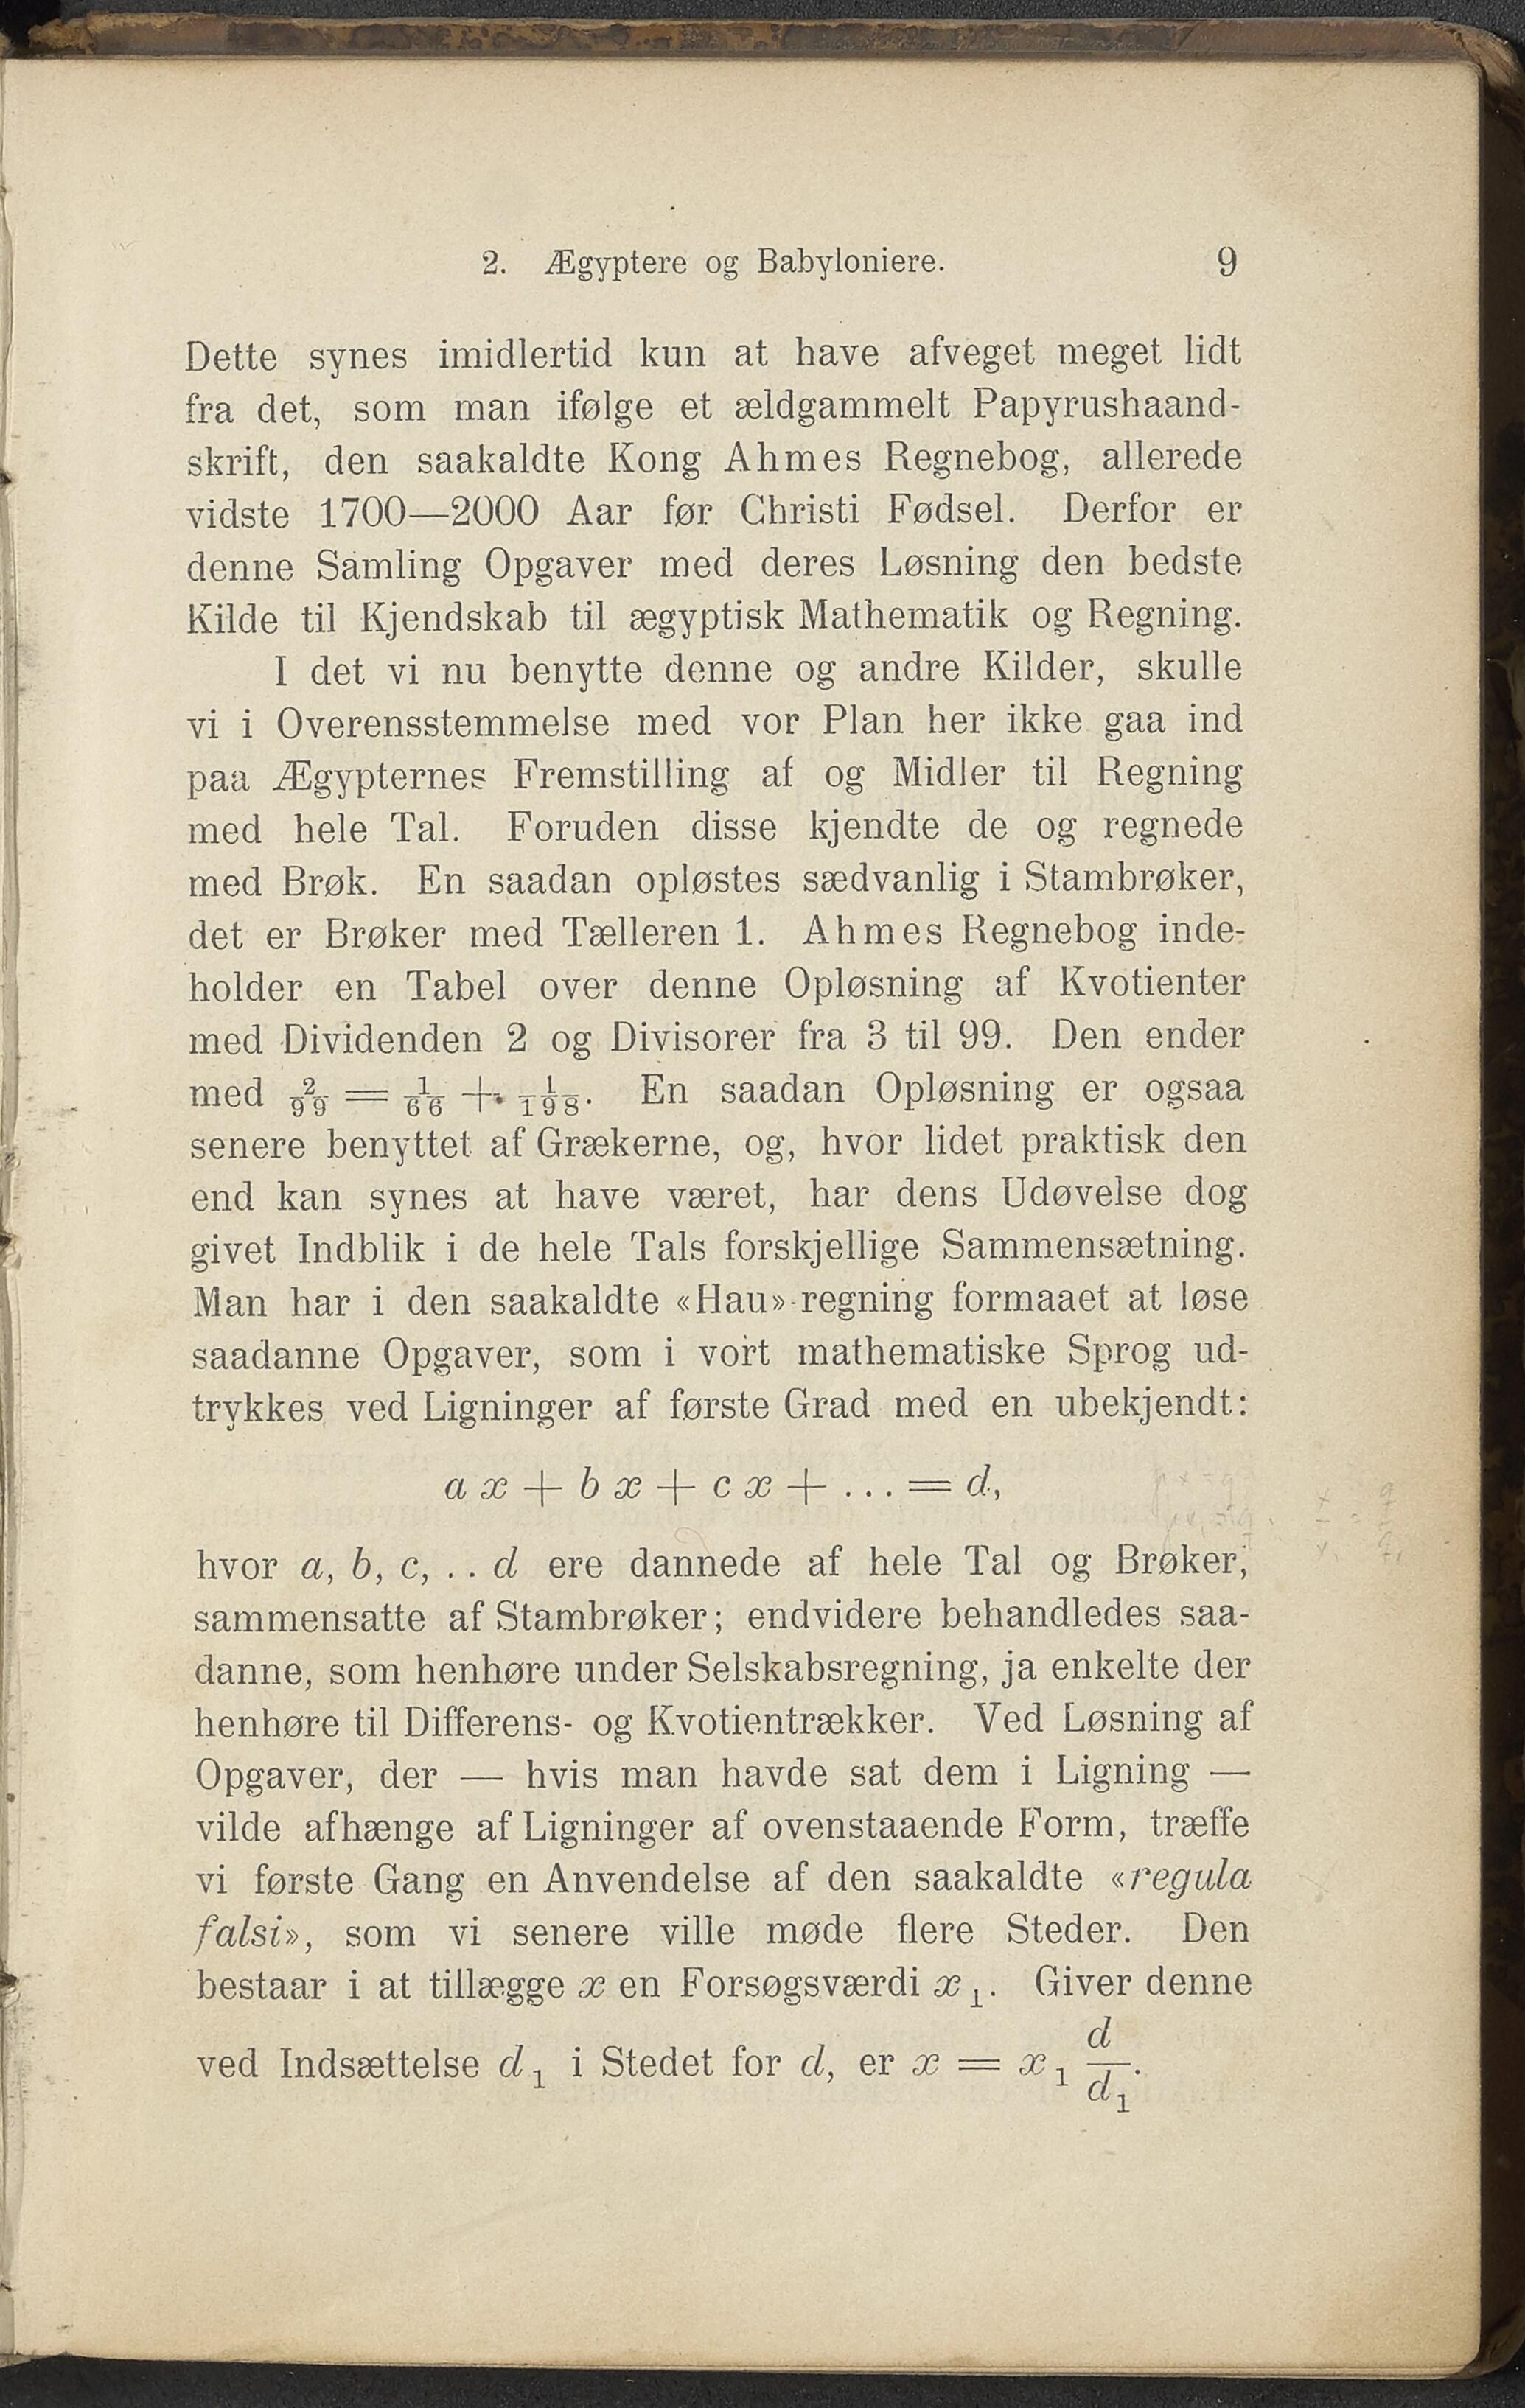 2. Ægyptere og Babyloniere. 9
Dette synes imidlertid kun at have afveget meget lidt
fra det, som man ifølge et ældgammelt Papyrushaand-
skrift, den saakaldte Kong Ahmes Regnebog, allerede
vidste 1700—2000 Aar før Christi Fødsel. Derfor er
denne Samling Opgaver med deres Løsning den bedste
Kilde til Kjendskab til ægyptisk Mathematik og Regning.
I det vi nu benytte denne og andre Kilder, skulle
vi i Overensstemmelse med vor Plan her ikke gaa ind
paa Ægypternes Fremstilling af og Midler til Regning
med hele Tal. Foruden disse kjendte de og regnede
med Brøk. En saadan opløstes sædvanlig i Stambrøker,
det er Brøker med Tælleren 1. Ahmes Regnebog inde-
holder en Tabel over denne Opløsning af Kvotienter
med Dividenden 2 og Divisorer fra 3 til 99. Den ender
med 2/99 = 1/66 + 1/198. En saadan Opløsning er ogsaa
senere benyttet af Grækerne, og, hvor lidet praktisk den
end kan synes at have været, har dens Udøvelse dog
givet Indblik i de hele Tals forskjellige Sammensætning.
Man har i den saakaldte «Hau»-regning formaaet at løse
saadanne Opgaver, som i vort mathematiske Sprog ud-
trykkes ved Ligninger af første Grad med en ubekjendt:
a x + b x + c x + ... = d,
hvor a, b, c, . . d ere dannede af hele Tal og Brøker,
sammensatte af Stambrøker; endvidere behandledes saa-
danne, som henhøre under Selskabsregning, ja enkelte der
henhøre til Differens- og Kvotientrækker. Ved Løsning af
Opgaver, der — hvis man havde sat dem i Ligning —
vilde afhænge af Ligninger af ovenstaaende Form, træffe
vi første Gang en Anvendelse af den saakaldte «regula
falsi», som vi senere ville møde flere Steder. Den
bestaar i at tillægge x en Forsøgsværdi x₁. Giver denne
ved Indsættelse d₁ i Stedet for d, er x = x₁ d/d₁.